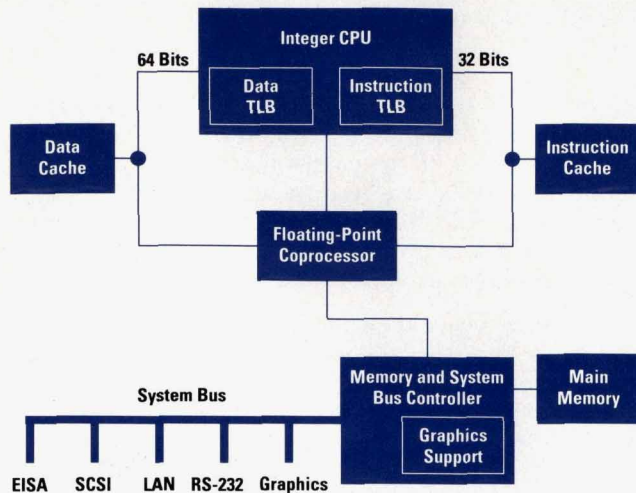 Integer CPU
64 Bits
32 Bits
Data
TLB
Instruction
TLB
Data
Cache
Instruction
Cache
Floating-Point
Coprocessor
Memory and System
Bus Controller
Main
Memory
System Bus
Graphics
Support
EISA SCSI LAN RS-232 Graphics